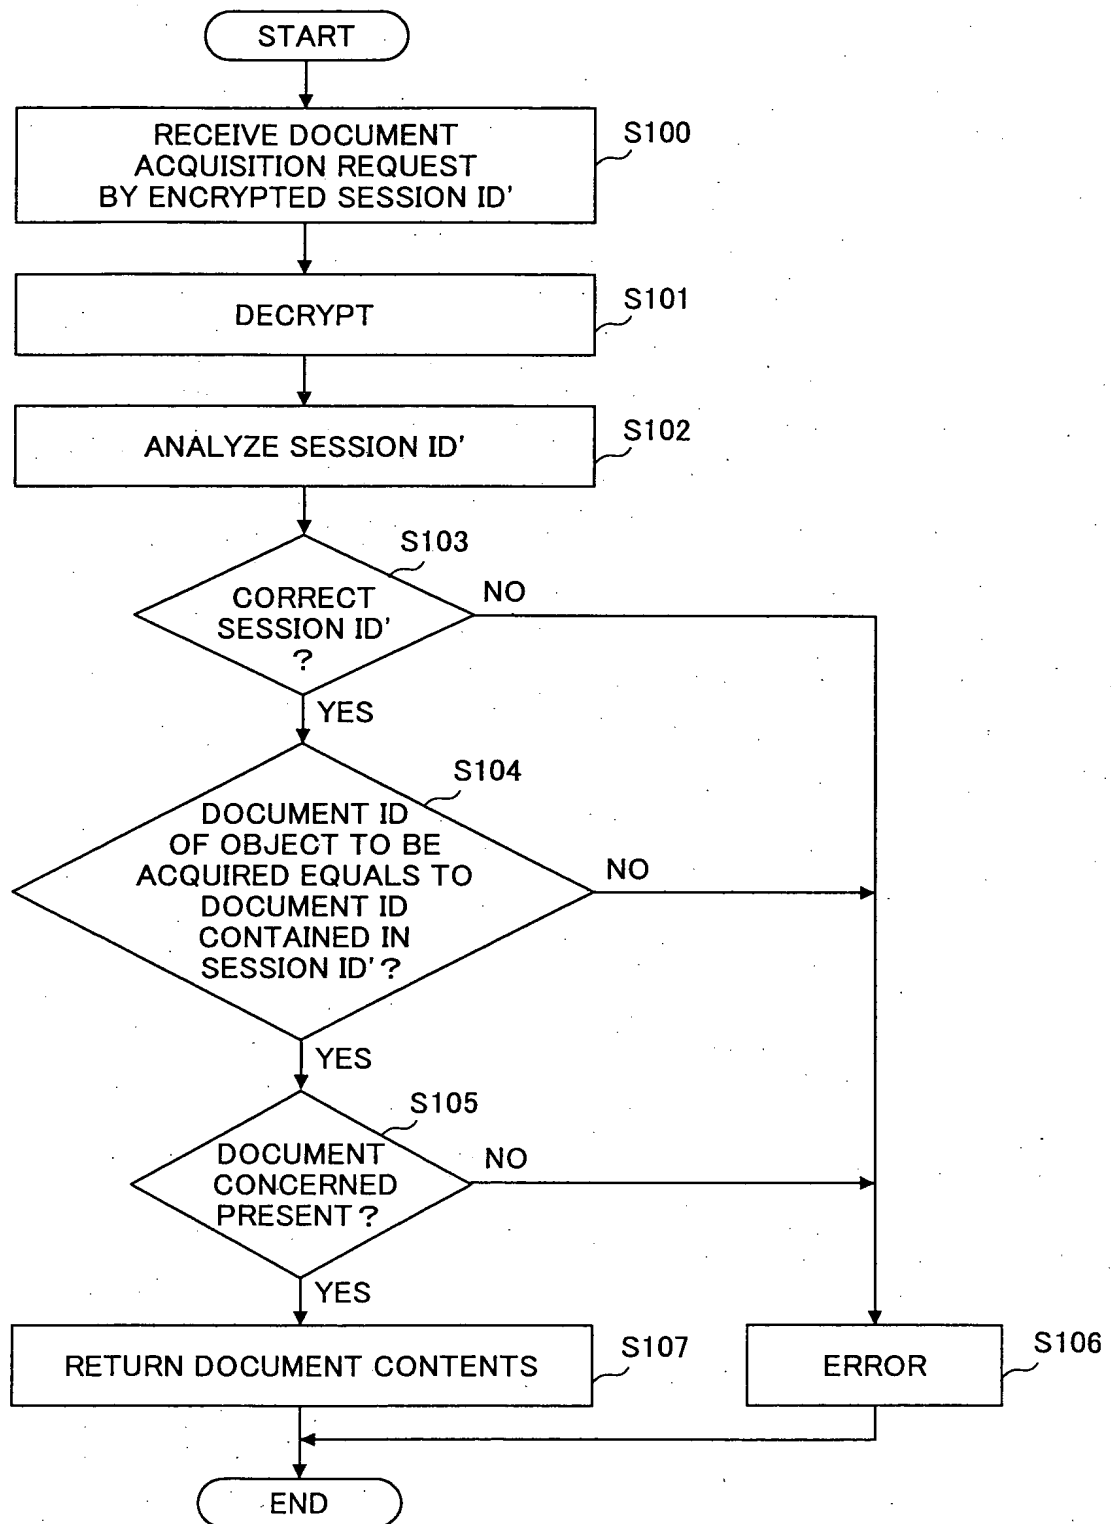 START
RECEIVE DOCUMENT
ACQUISITION REQUEST
BY ENCRYPTED SESSION ID'
S100
DECRYPT
S101
ANALYZE SESSION ID'
S102
S103
CORRECT
SESSION ID'
?
NO
YES
S104
DOCUMENT ID
OF OBJECT TO BE
ACQUIRED EQUALS TO
DOCUMENT ID
CONTAINED IN
SESSION ID'?
NO
YES
S105
DOCUMENT
CONCERNED
PRESENT?
NO
YES
RETURN DOCUMENT CONTENTS
S107
ERROR
S106
END